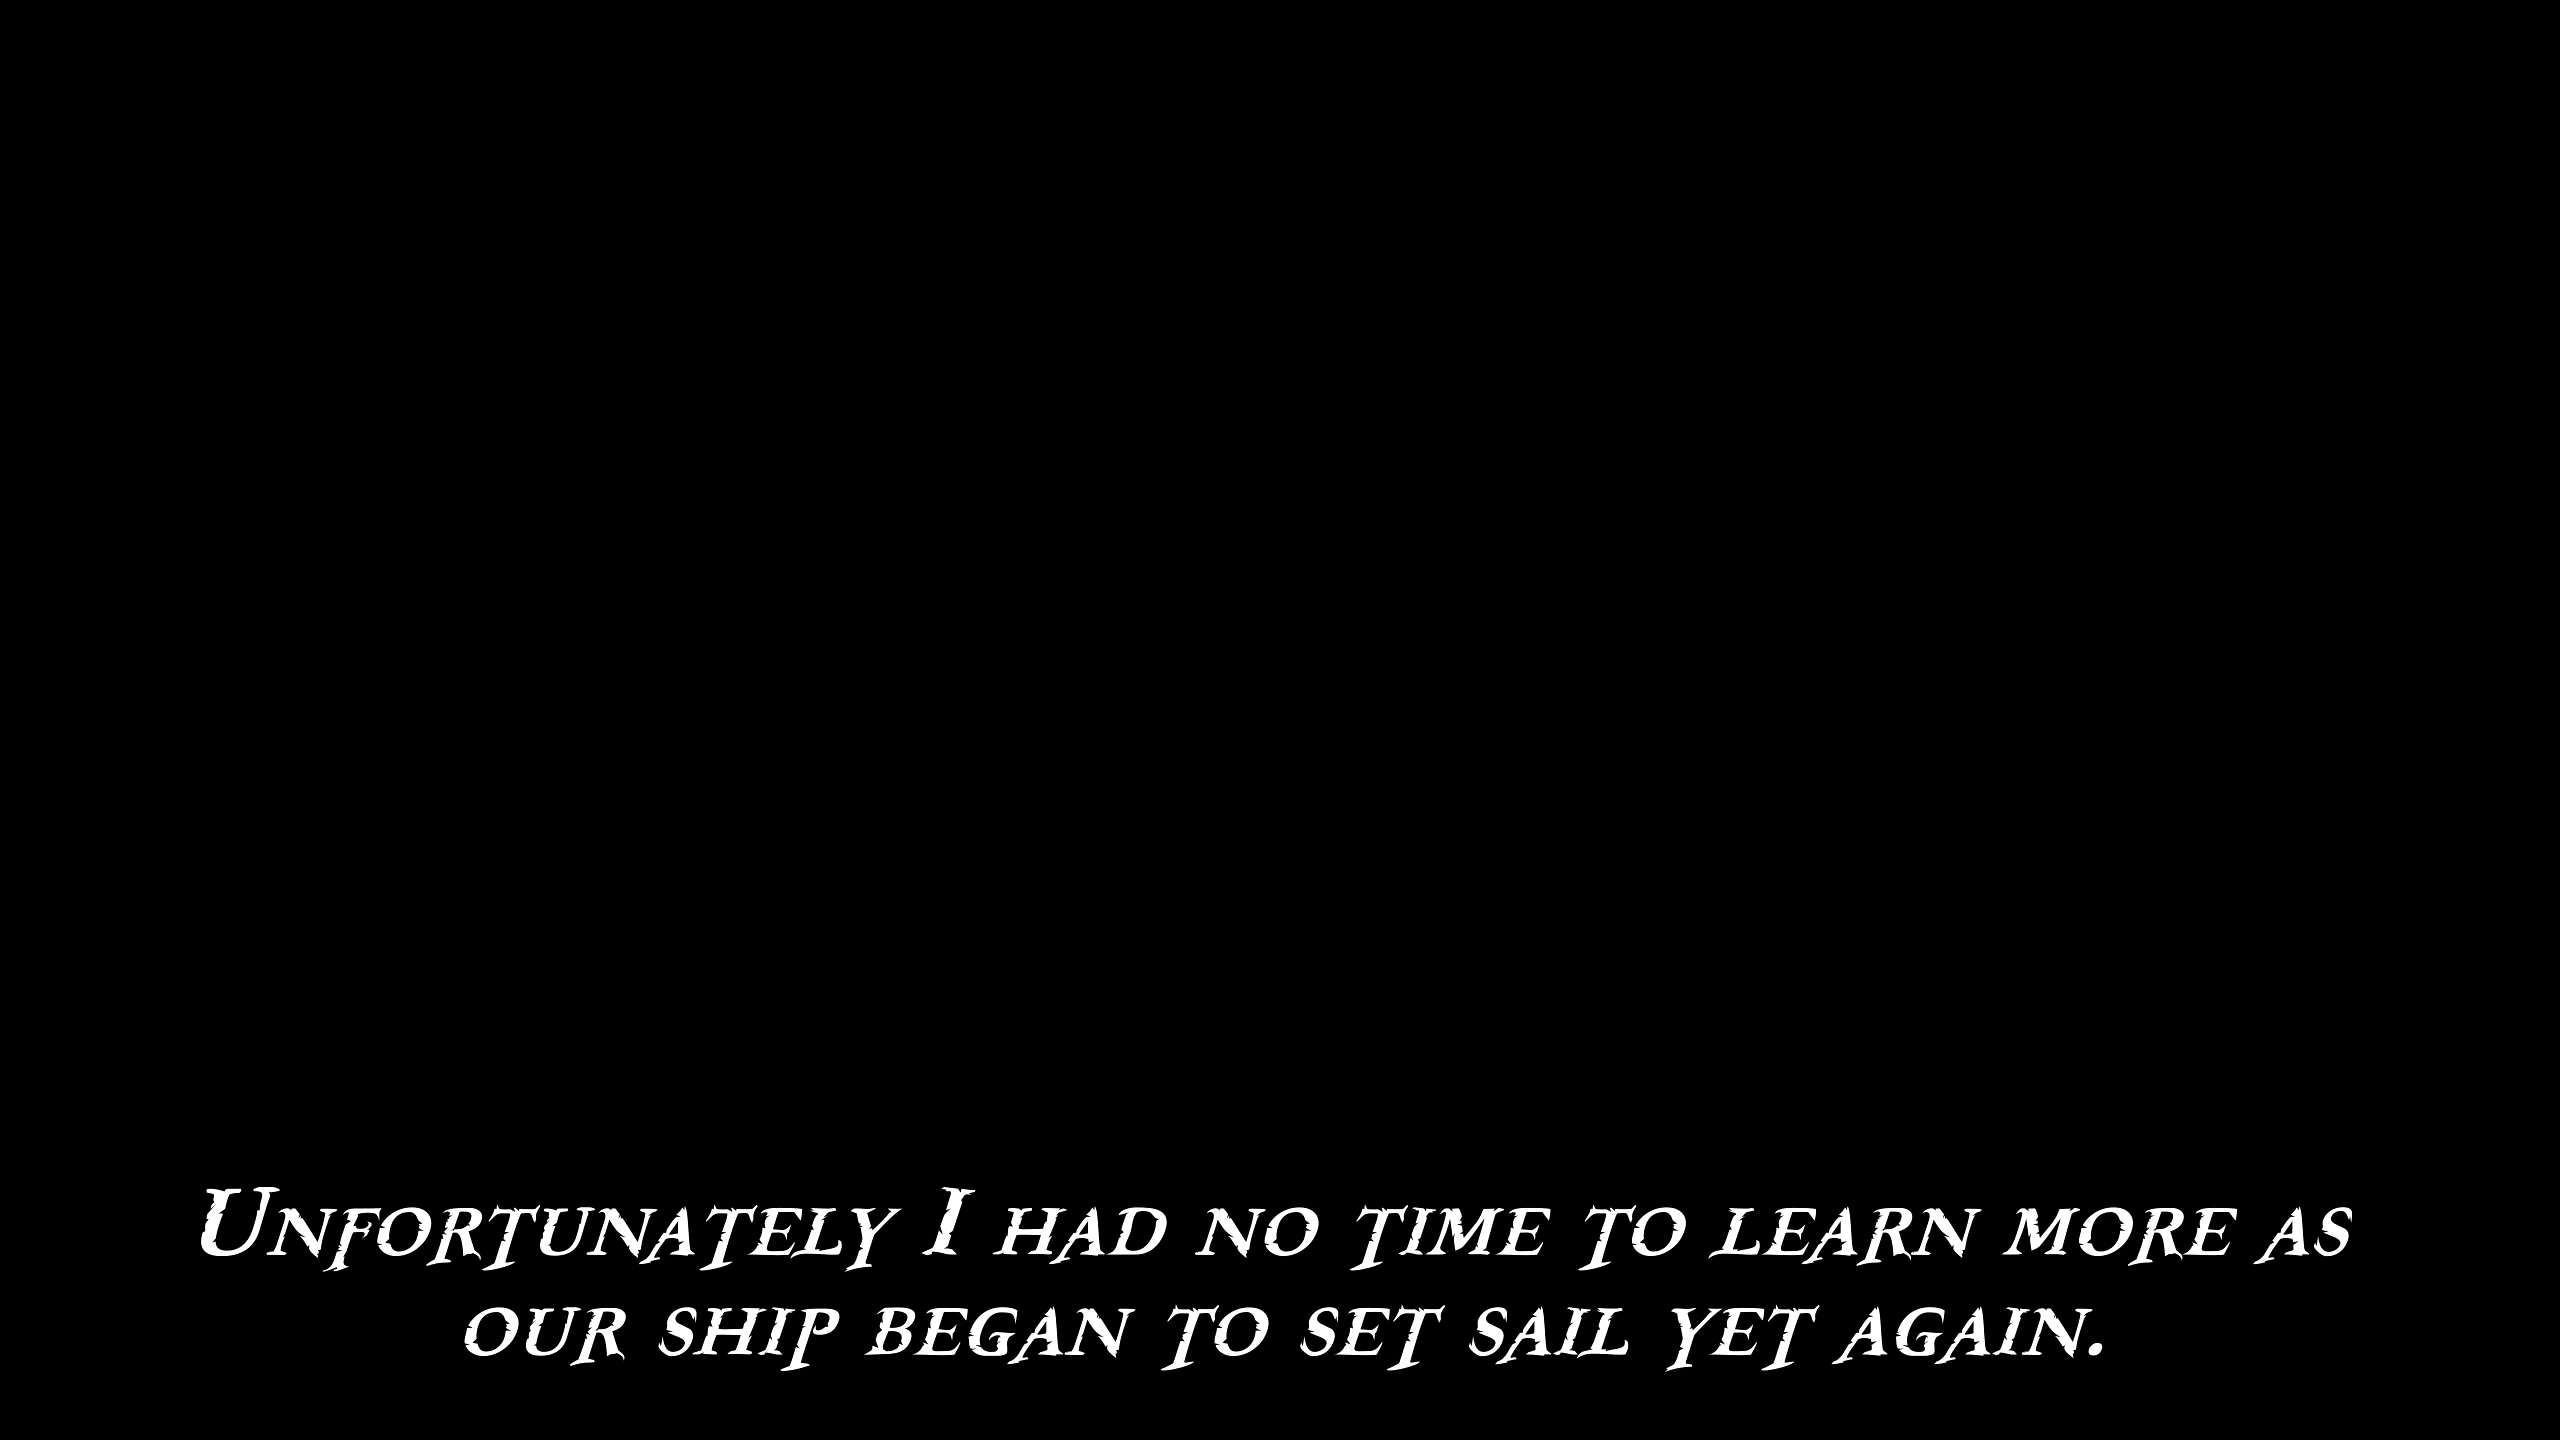 Unfortunately I had no time to learn more as
our ship began to set sail yet again.